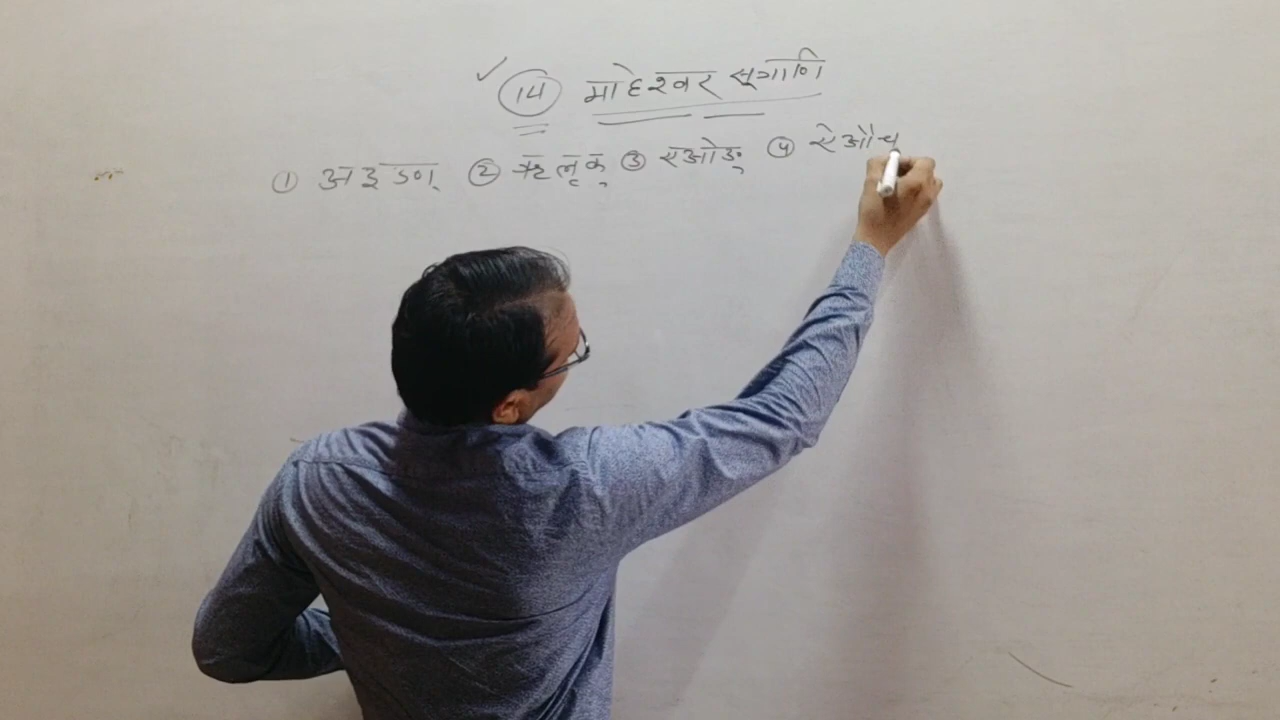 ✓ 14 माहेश्वर सूत्राणि
① अइउण् ② ऋलृक् ③ एओङ् ④ ऐऔच